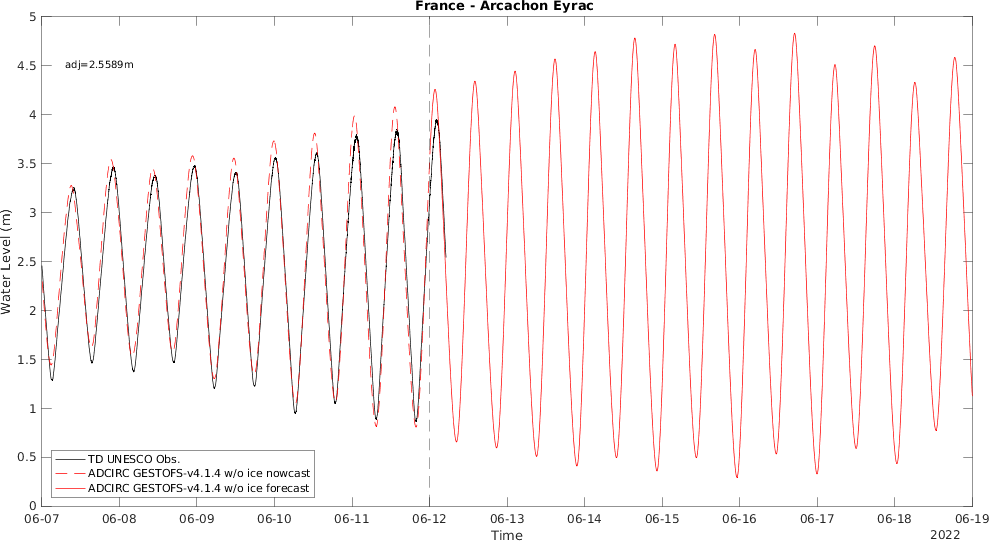 France - Arcachon Eyrac
5
4.5
4
3.5
3
2.5
2
1.5
1
0.5
0
Water Level (m)
adj=2.5589m
TD UNESCO Obs.
ADCIRC GESTOFS-v4.1.4 w/o ice nowcast
ADCIRC GESTOFS-v4.1.4 w/o ice forecast
06-07 06-08 06-09 06-10 06-11 06-12 06-13 06-14 06-15 06-16 06-17 06-18 06-19
Time
2022